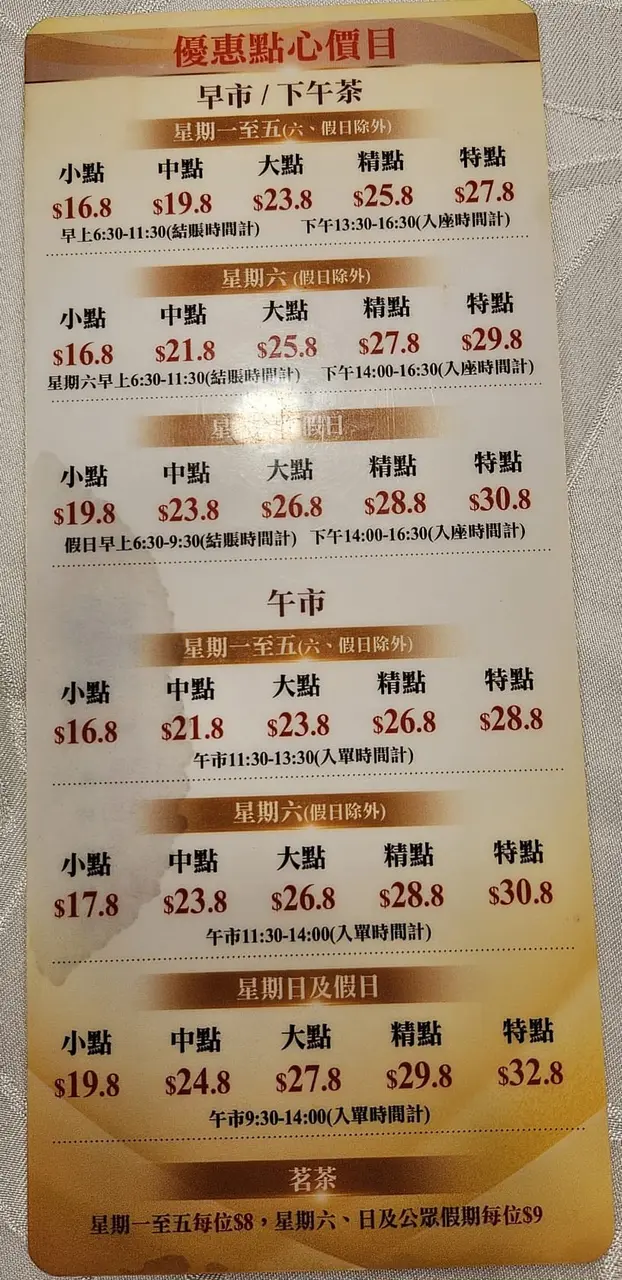 優惠點心價目
早市 / 下午茶
星期一至五(六、假日除外)
小點 中點 大點 精點 特點
$16.8 $19.8 $23.8 $25.8 $27.8
早上6:30-11:30(結賬時間計) 下午13:30-16:30(入座時間計)
星期六 (假日除外)
小點 中點 大點 精點 特點
$16.8 $21.8 $25.8 $27.8 $29.8
星期六早上6:30-11:30(結賬時間計) 下午14:00-16:30(入座時間計)
星 假日
小點 中點 大點 精點 特點
$19.8 $23.8 $26.8 $28.8 $30.8
假日早上6:30-9:30(結賬時間計) 下午14:00-16:30(入座時間計)
午市
星期一至五(六、假日除外)
小點 中點 大點 精點 特點
$16.8 $21.8 $23.8 $26.8 $28.8
午市11:30-13:30(入單時間計)
星期六(假日除外)
小點 中點 大點 精點 特點
$17.8 $23.8 $26.8 $28.8 $30.8
午市11:30-14:00(入單時間計)
星期日及假日
小點 中點 大點 精點 特點
$19.8 $24.8 $27.8 $29.8 $32.8
午市9:30-14:00(入單時間計)
茗茶
星期一至五每位$8，星期六、日及公眾假期每位$9